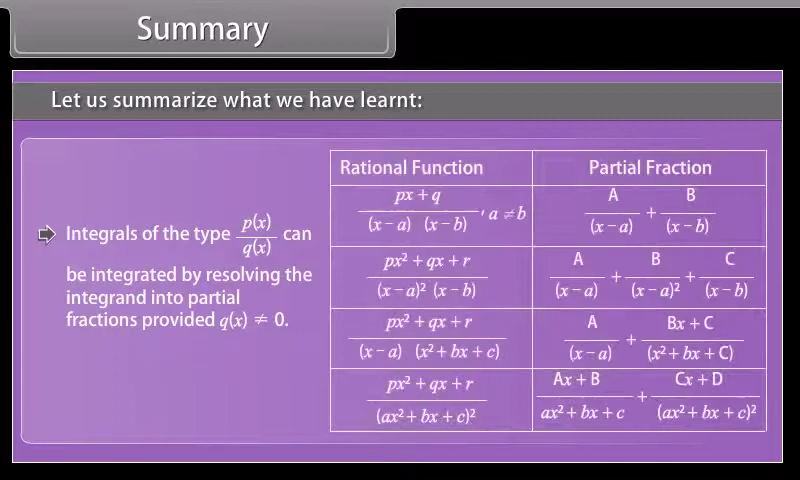 Summary
Let us summarize what we have learnt:
⇨ Integrals of the type p(x)/q(x) can
be integrated by resolving the
integrand into partial
fractions provided q(x) ≠ 0.
Rational Function | Partial Fraction
(px + q)/((x – a) (x – b)), a ≠ b | A/(x – a) + B/(x – b)
(px² + qx + r)/((x – a)² (x – b)) | A/(x – a) + B/(x – a)² + C/(x – b)
(px² + qx + r)/((x – a) (x² + bx + c)) | A/(x – a) + (Bx + C)/(x² + bx + C)
(px² + qx + r)/(ax² + bx + c)² | (Ax + B)/(ax² + bx + c) + (Cx + D)/(ax² + bx + c)²